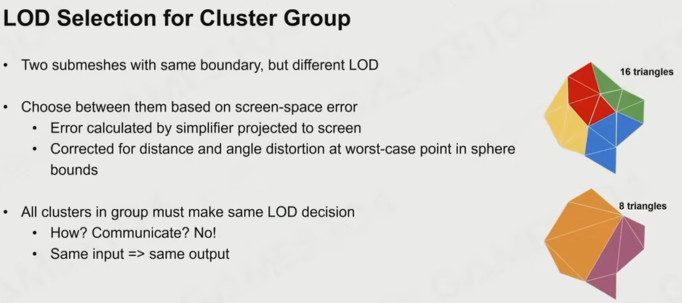 LOD Selection for Cluster Group
• Two submeshes with same boundary, but different LOD
16 triangles
• Choose between them based on screen-space error
• Error calculated by simplifier projected to screen
• Corrected for distance and angle distortion at worst-case point in sphere
bounds
• All clusters in group must make same LOD decision
8 triangles
• How? Communicate? No!
• Same input => same output